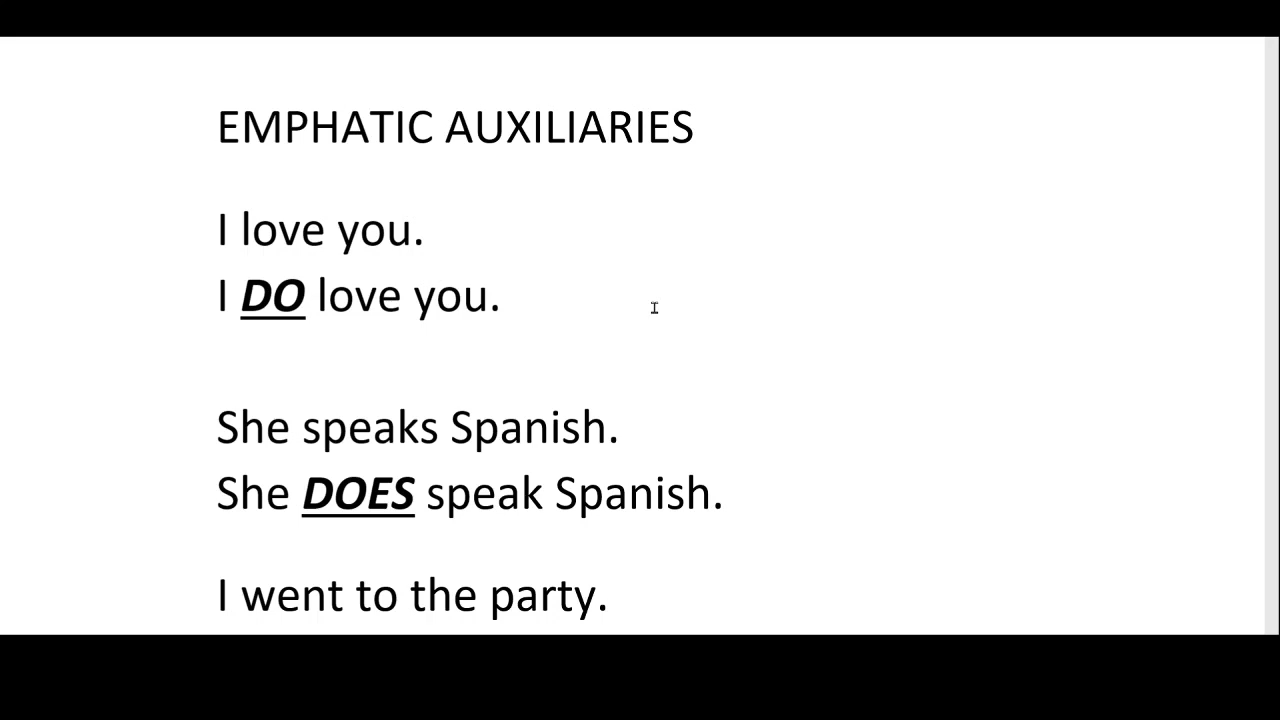 EMPHATIC AUXILIARIES
I love you.
I DO love you.
She speaks Spanish.
She DOES speak Spanish.
I went to the party.